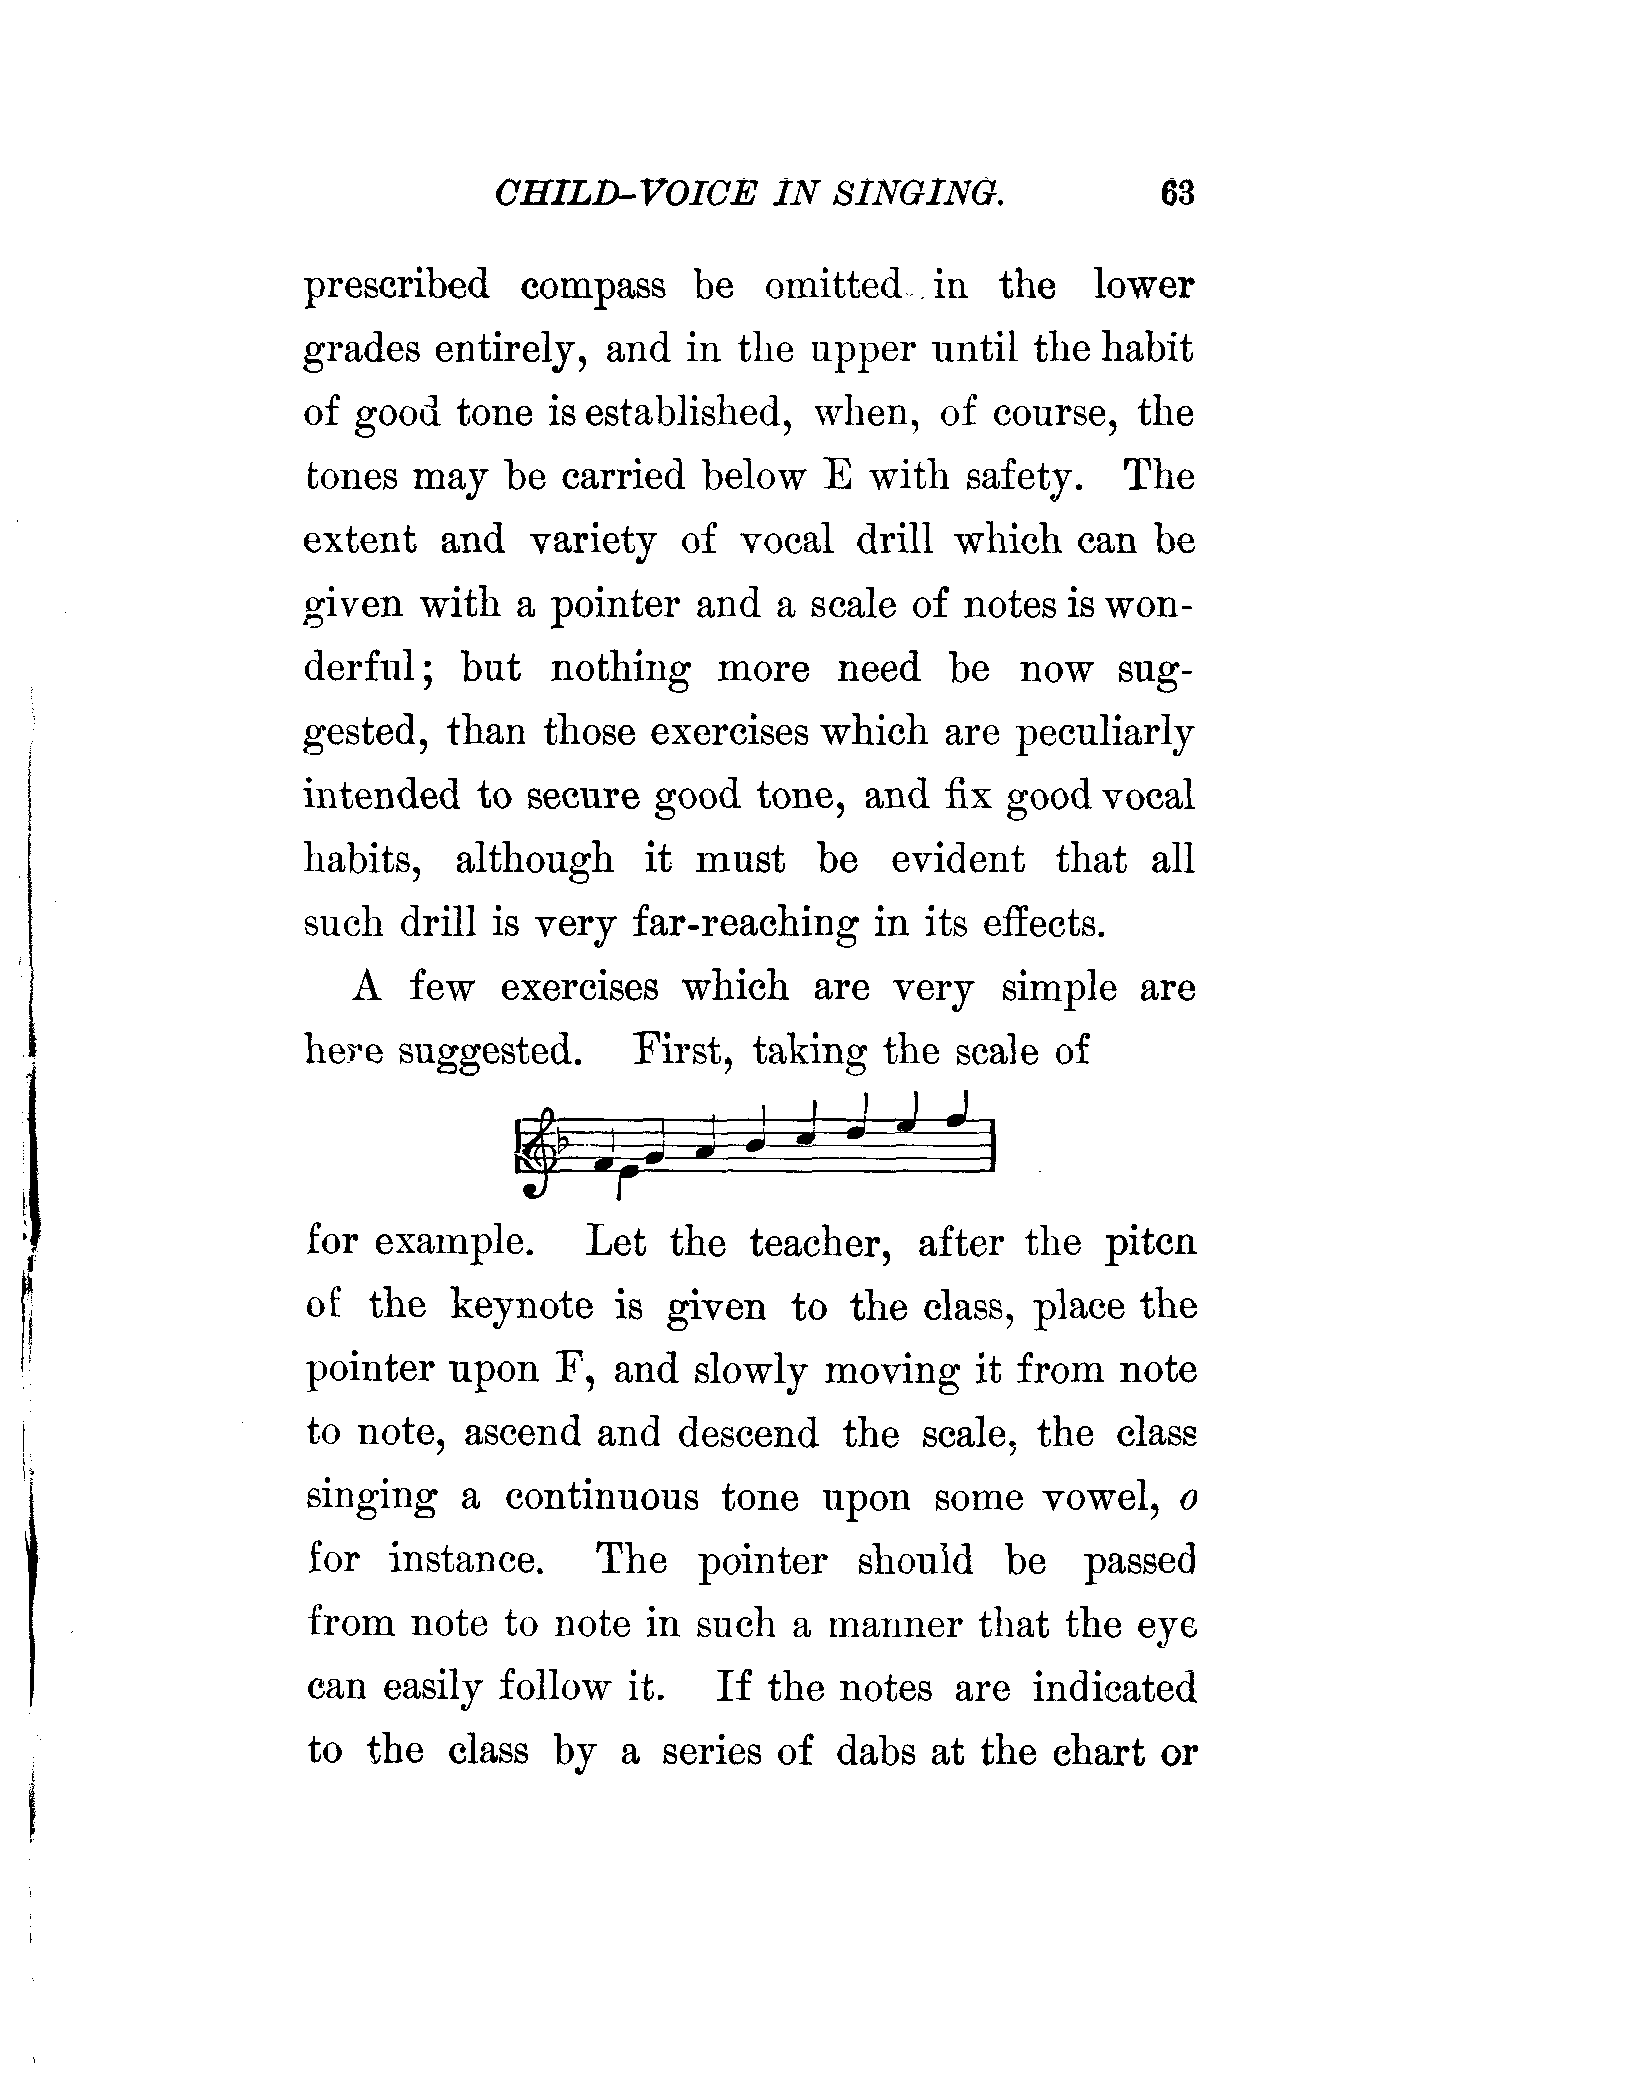 CHILD-VOICE IN SINGING. 63
prescribed compass be omitted in the lower
grades entirely, and in the upper until the habit
of good tone is established, when, of course, the
tones may be carried below E with safety. The
extent and variety of vocal drill which can be
given with a pointer and a scale of notes is won-
derful; but nothing more need be now sug-
gested, than those exercises which are peculiarly
intended to secure good tone, and fix good vocal
habits, although it must be evident that all
such drill is very far-reaching in its effects.
A few exercises which are very simple are
here suggested. First, taking the scale of
for example. Let the teacher, after the pitch
of the keynote is given to the class, place the
pointer upon F, and slowly moving it from note
to note, ascend and descend the scale, the class
singing a continuous tone upon some vowel, o
for instance. The pointer should be passed
from note to note in such a manner that the eye
can easily follow it. If the notes are indicated
to the class by a series of dabs at the chart or